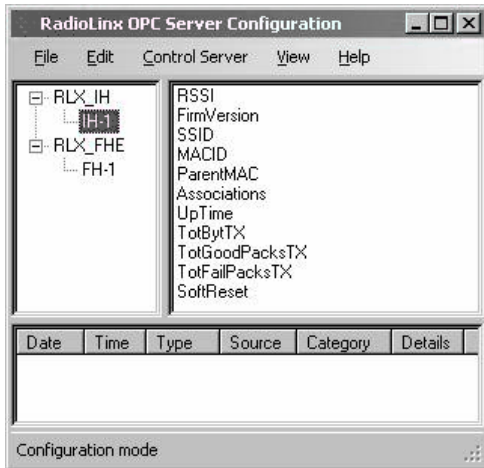 RadioLinx OPC Server Configuration
File Edit Control Server View Help
RLX_IH
IH-1
RLX_FHE
FH-1
RSSI
FirmVersion
SSID
MACID
ParentMAC
Associations
UpTime
TotBytTX
TotGoodPacksTX
TotFailPacksTX
SoftReset
Date Time Type Source Category Details
Configuration mode